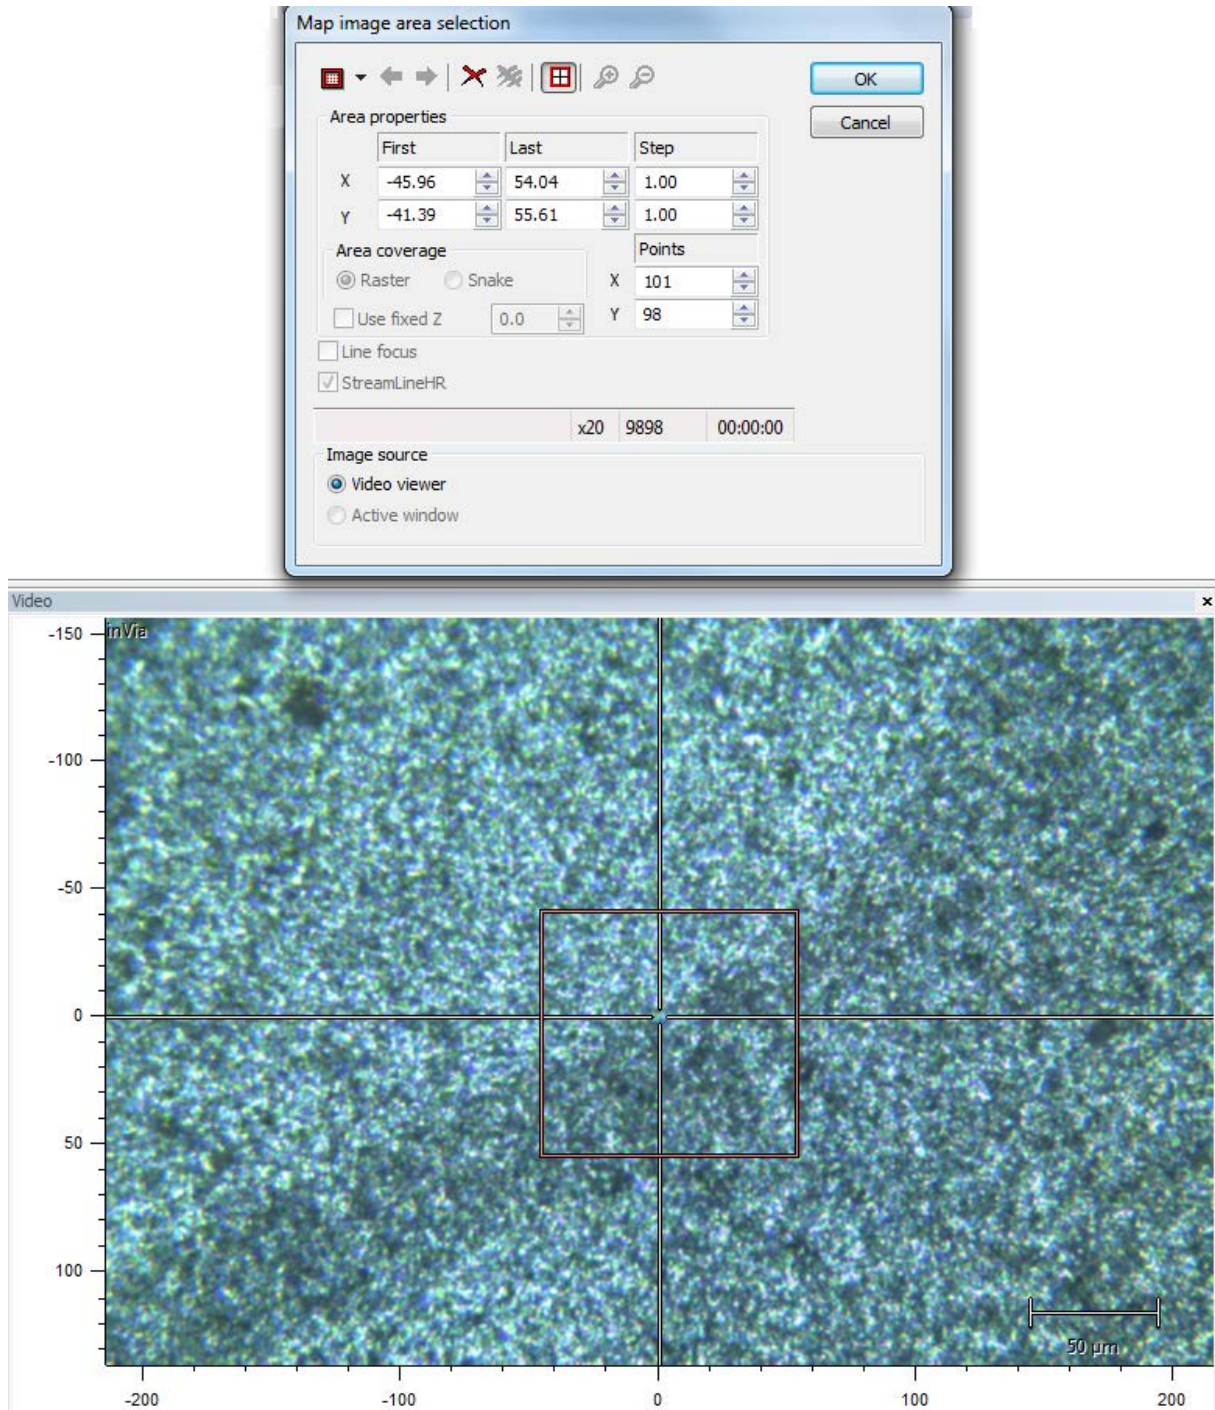 Map image area selection
OK
Area properties
Cancel
First Last Step
X -45.96 54.04 1.00
Y -41.39 55.61 1.00
Area coverage Points
Raster Snake X 101
Use fixed Z 0.0 Y 98
Line focus
StreamLineHR
x20 9898 00:00:00
Image source
Video viewer
Active window
Video
inVia
-150
-100
-50
0
50
100
50 µm
-200 -100 0 100 200